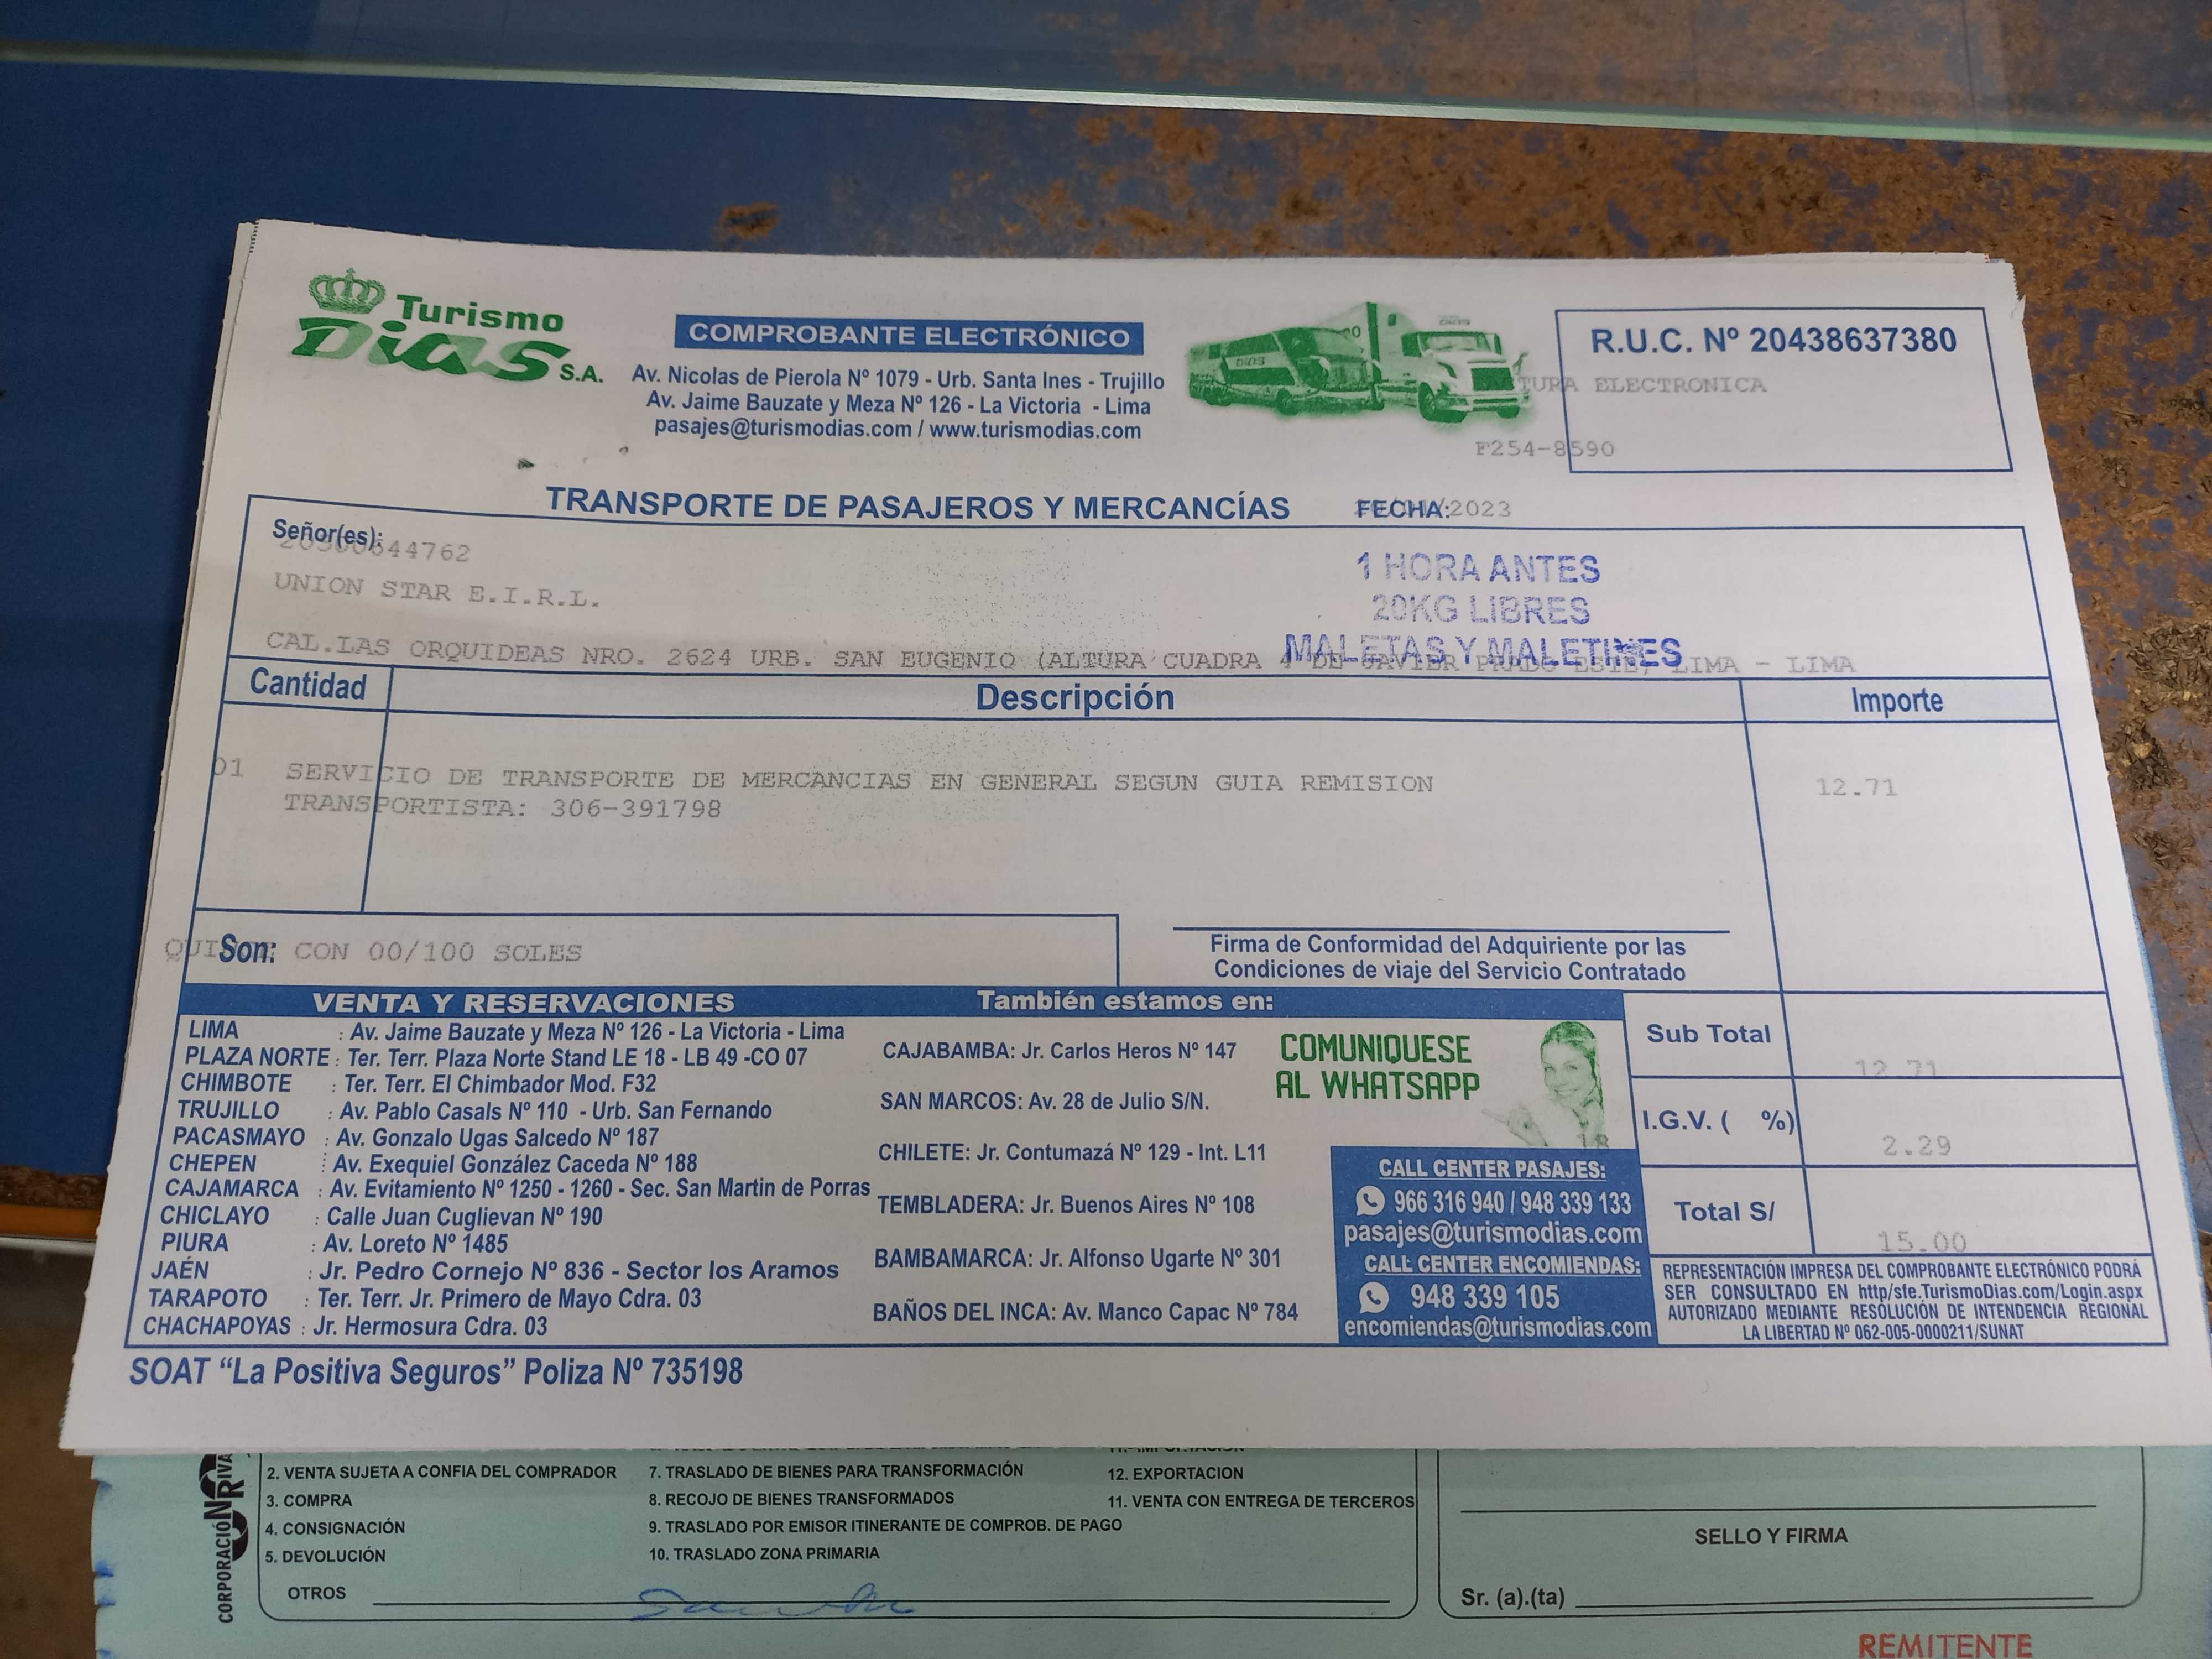 Turismo
Dias S.A.
COMPROBANTE ELECTRÓNICO
Av. Nicolas de Pierola Nº 1079 - Urb. Santa Ines - Trujillo
Av. Jaime Bauzate y Meza Nº 126 - La Victoria - Lima
pasajes@turismodias.com / www.turismodias.com
R.U.C. Nº 20438637380
ELECTRONICA
F254-8590
TRANSPORTE DE PASAJEROS Y MERCANCÍAS
FECHA: /2023
Señor(es):
44762
UNION STAR E.I.R.L.
1 HORA ANTES
20KG LIBRES
MALETAS Y MALETINES
CAL.LAS ORQUIDEAS NRO. 2624 URB. SAN EUGENIO (ALTURA CUADRA LIMA - LIMA
Cantidad Descripción Importe
01 SERVICIO DE TRANSPORTE DE MERCANCIAS EN GENERAL SEGUN GUIA REMISION 12.71
TRANSPORTISTA: 306-391798
Son: CON 00/100 SOLES
Firma de Conformidad del Adquiriente por las
Condiciones de viaje del Servicio Contratado
VENTA Y RESERVACIONES
LIMA : Av. Jaime Bauzate y Meza Nº 126 - La Victoria - Lima
PLAZA NORTE : Ter. Terr. Plaza Norte Stand LE 18 - LB 49 -CO 07
CHIMBOTE : Ter. Terr. El Chimbador Mod. F32
TRUJILLO : Av. Pablo Casals Nº 110 - Urb. San Fernando
PACASMAYO : Av. Gonzalo Ugas Salcedo Nº 187
CHEPEN : Av. Exequiel González Caceda Nº 188
CAJAMARCA : Av. Evitamiento Nº 1250 - 1260 - Sec. San Martin de Porras
CHICLAYO : Calle Juan Cuglievan Nº 190
PIURA : Av. Loreto Nº 1485
JAÉN : Jr. Pedro Cornejo Nº 836 - Sector los Aramos
TARAPOTO : Ter. Terr. Jr. Primero de Mayo Cdra. 03
CHACHAPOYAS : Jr. Hermosura Cdra. 03
También estamos en:
CAJABAMBA: Jr. Carlos Heros Nº 147
SAN MARCOS: Av. 28 de Julio S/N.
CHILETE: Jr. Contumazá Nº 129 - Int. L11
TEMBLADERA: Jr. Buenos Aires Nº 108
BAMBAMARCA: Jr. Alfonso Ugarte Nº 301
BAÑOS DEL INCA: Av. Manco Capac Nº 784
COMUNIQUESE
AL WHATSAPP
CALL CENTER PASAJES:
966 316 940 / 948 339 133
pasajes@turismodias.com
CALL CENTER ENCOMIENDAS:
948 339 105
encomiendas@turismodias.com
Sub Total 12.71
18
I.G.V. ( %) 2.29
Total S/ 15.00
REPRESENTACIÓN IMPRESA DEL COMPROBANTE ELECTRÓNICO PODRÁ
SER CONSULTADO EN http/sfe.TurismoDias.com/Login.aspx
AUTORIZADO MEDIANTE RESOLUCIÓN DE INTENDENCIA REGIONAL
LA LIBERTAD Nº 062-005-0000211/SUNAT
SOAT “La Positiva Seguros” Poliza Nº 735198
CORPORACIÓN
2. VENTA SUJETA A CONFIA DEL COMPRADOR
3. COMPRA
4. CONSIGNACIÓN
5. DEVOLUCIÓN
OTROS
7. TRASLADO DE BIENES PARA TRANSFORMACIÓN
8. RECOJO DE BIENES TRANSFORMADOS
9. TRASLADO POR EMISOR ITINERANTE DE COMPROB. DE PAGO
10. TRASLADO ZONA PRIMARIA
12. EXPORTACION
11. VENTA CON ENTREGA DE TERCEROS
SELLO Y FIRMA
Sr. (a).(ta)
REMITENTE